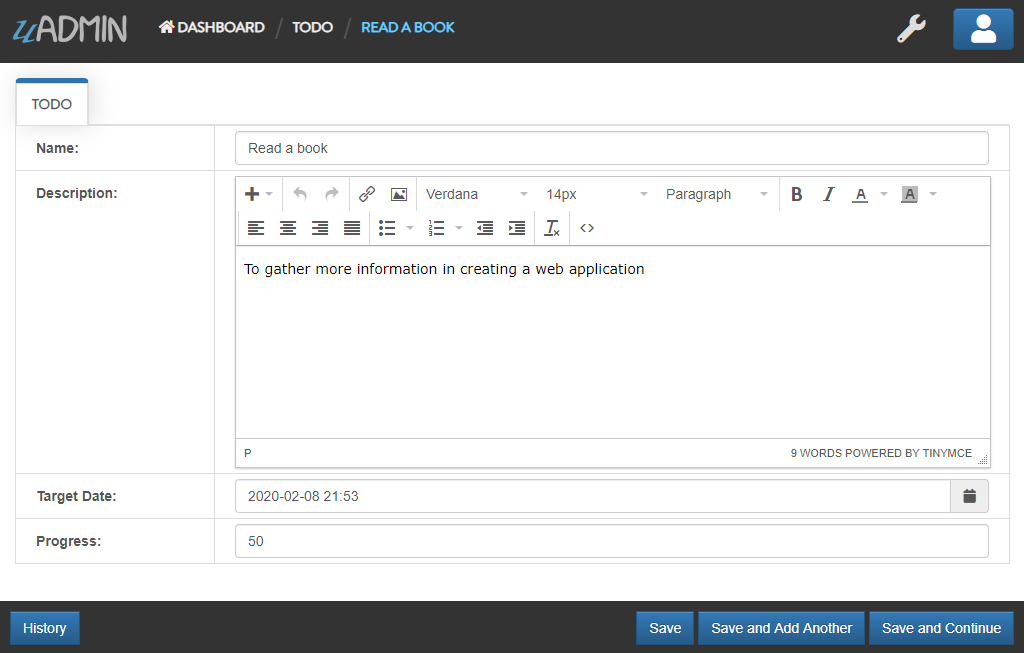 uADMIN DASHBOARD / TODO / READ A BOOK
TODO
Name: Read a book
Description:
Verdana 14px Paragraph B I A A
To gather more information in creating a web application
P 9 WORDS POWERED BY TINYMCE
Target Date: 2020-02-08 21:53
Progress: 50
History Save Save and Add Another Save and Continue